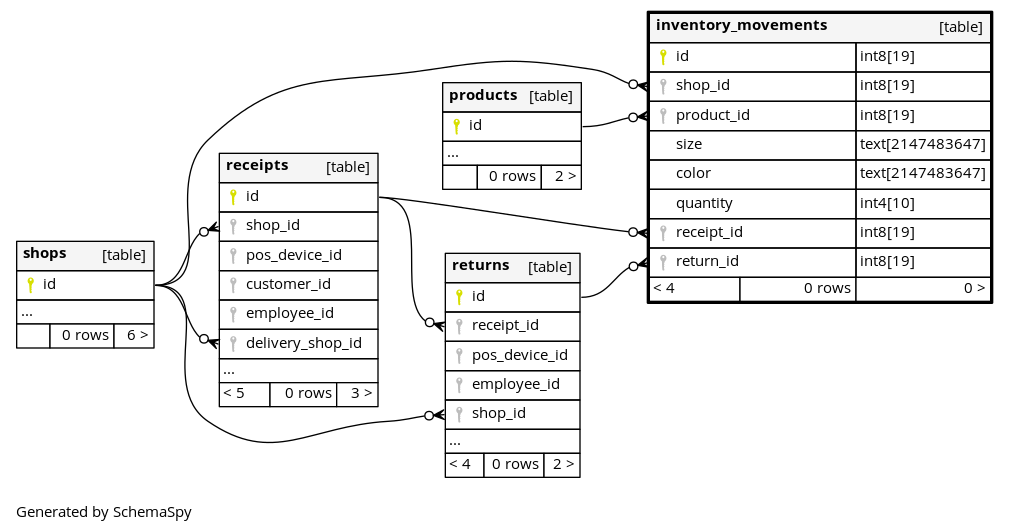 inventory_movements [table]
id int8[19]
shop_id int8[19]
product_id int8[19]
size text[2147483647]
color text[2147483647]
quantity int4[10]
receipt_id int8[19]
return_id int8[19]
< 4 0 rows 0 >
products [table]
id
...
0 rows 2 >
receipts [table]
id
shop_id
pos_device_id
customer_id
employee_id
delivery_shop_id
...
< 5 0 rows 3 >
shops [table]
id
...
0 rows 6 >
returns [table]
id
receipt_id
pos_device_id
employee_id
shop_id
...
< 4 0 rows 2 >
Generated by SchemaSpy